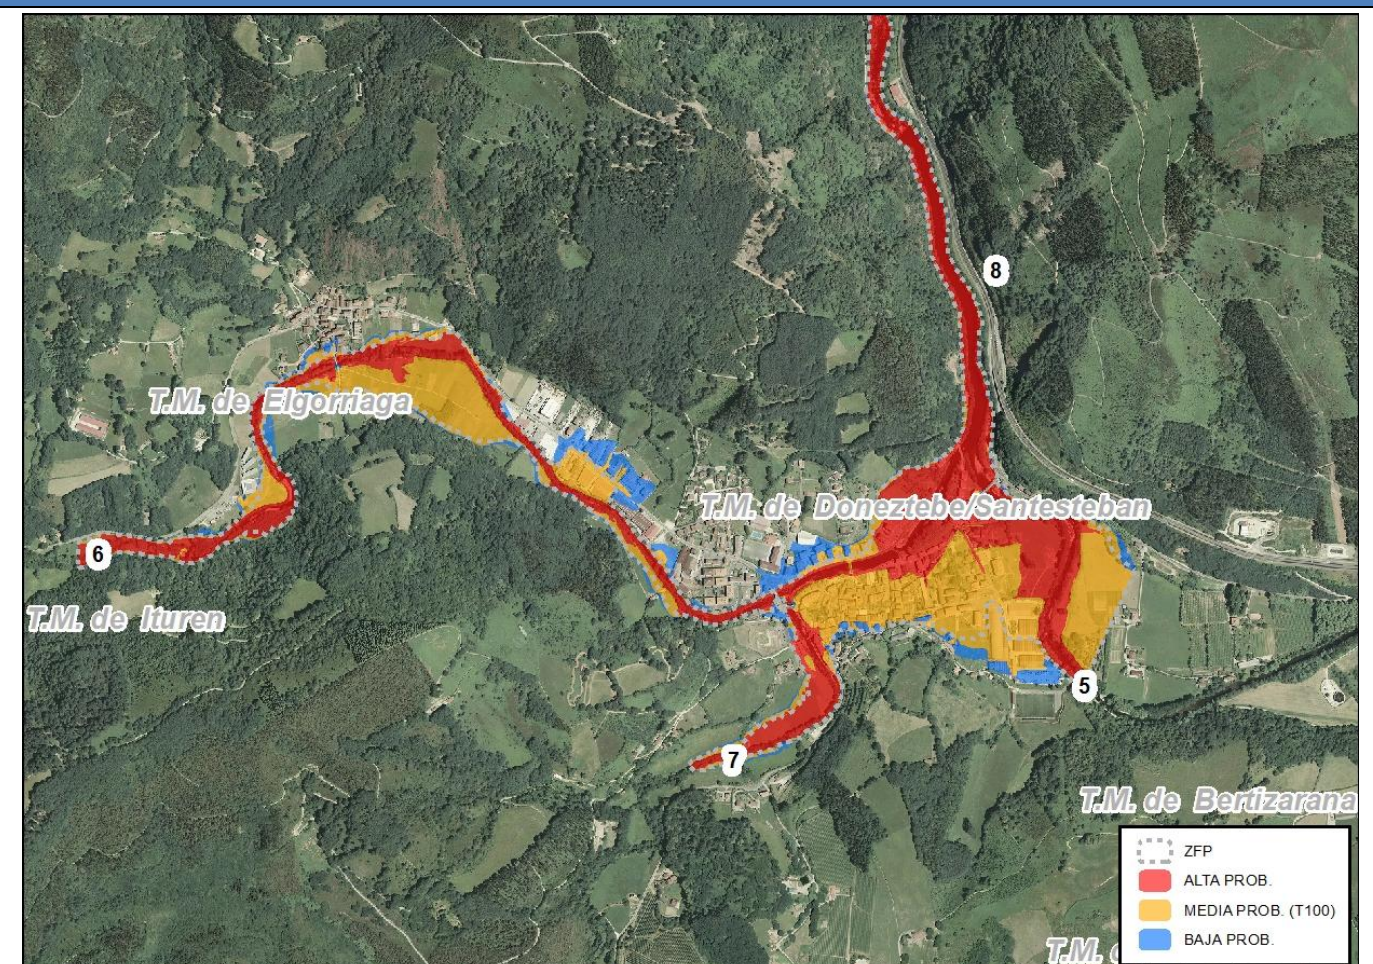 8
T.M. de Elgorriaga
T.M. de Doneztebe/Santesteban
6
T.M. de Ituren
5
7
T.M. de Bertizarana
ZFP
ALTA PROB.
MEDIA PROB. (T100)
BAJA PROB.
T.M.